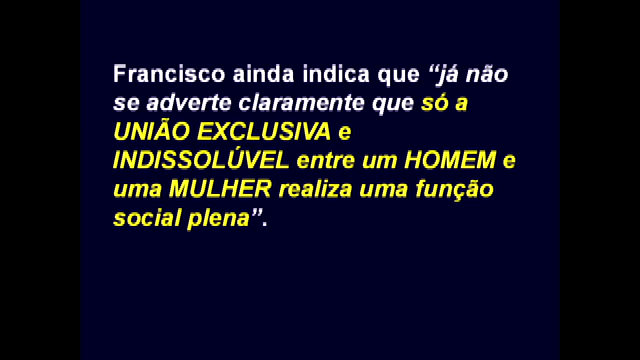 Francisco ainda indica que “já não
se adverte claramente que só a
UNIÃO EXCLUSIVA e
INDISSOLÚVEL entre um HOMEM e
uma MULHER realiza uma função
social plena”.